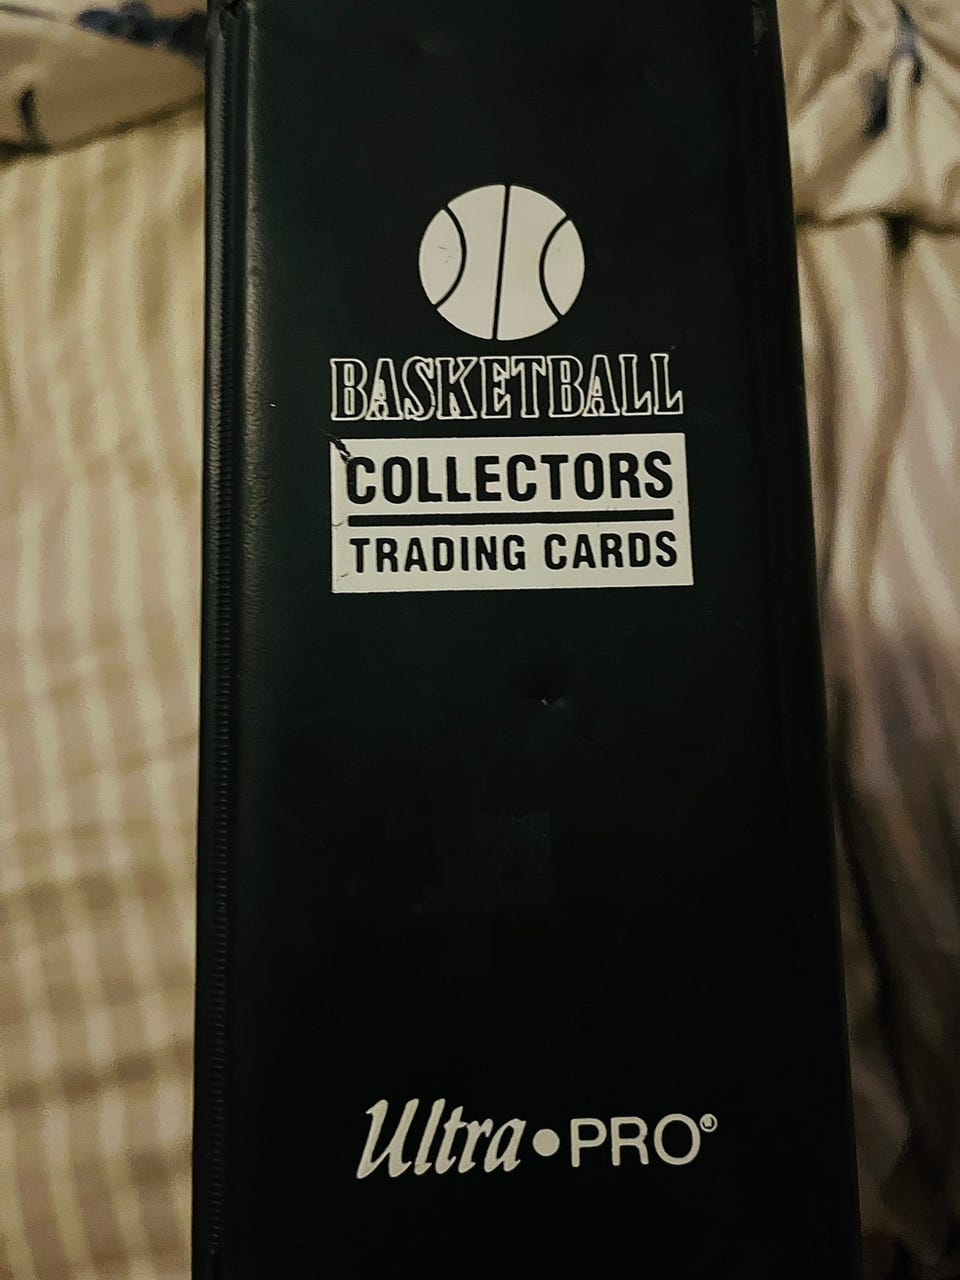 BASKETBALL
COLLECTORS
TRADING CARDS
Ultra•PRO®